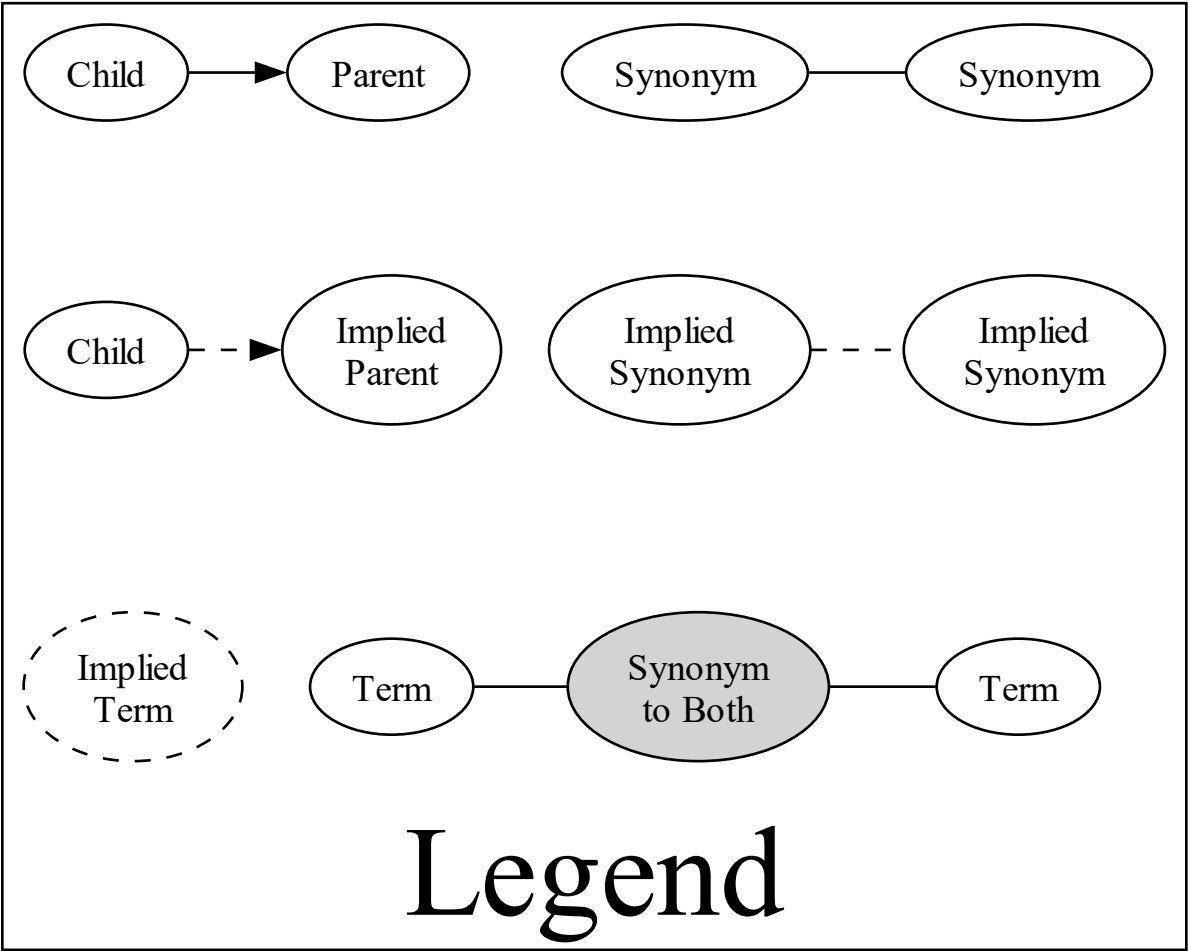 Child
Parent
Synonym
Synonym
Child
Implied
Parent
Implied
Synonym
Implied
Synonym
Implied
Term
Term
Synonym
to Both
Term
Legend